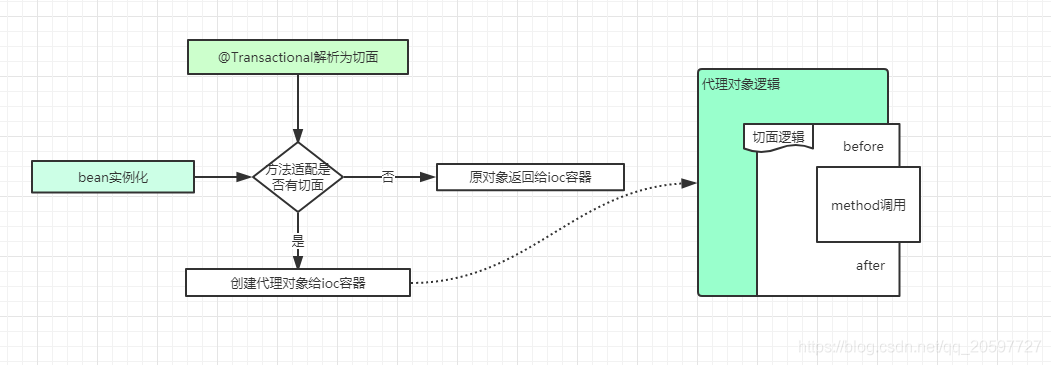 @Transactional解析为切面
bean实例化
方法适配是
否有切面
否
原对象返回给ioc容器
是
创建代理对象给ioc容器
代理对象逻辑
切面逻辑
before
method调用
after
https://blog.csdn.net/qq_20597727